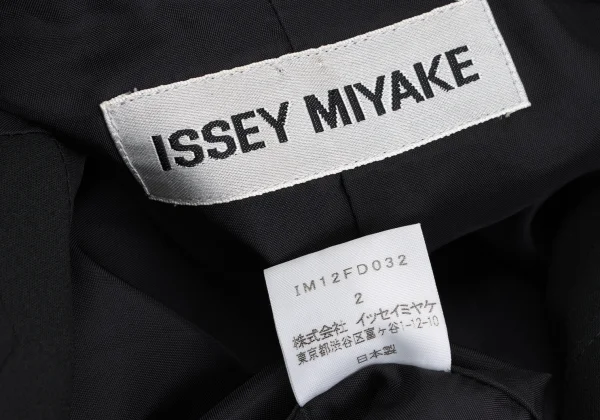 ISSEY MIYAKE
IM12FD032
2
株式会社 イッセイミヤケ
東京都渋谷区富ヶ谷1-12-10
日本製